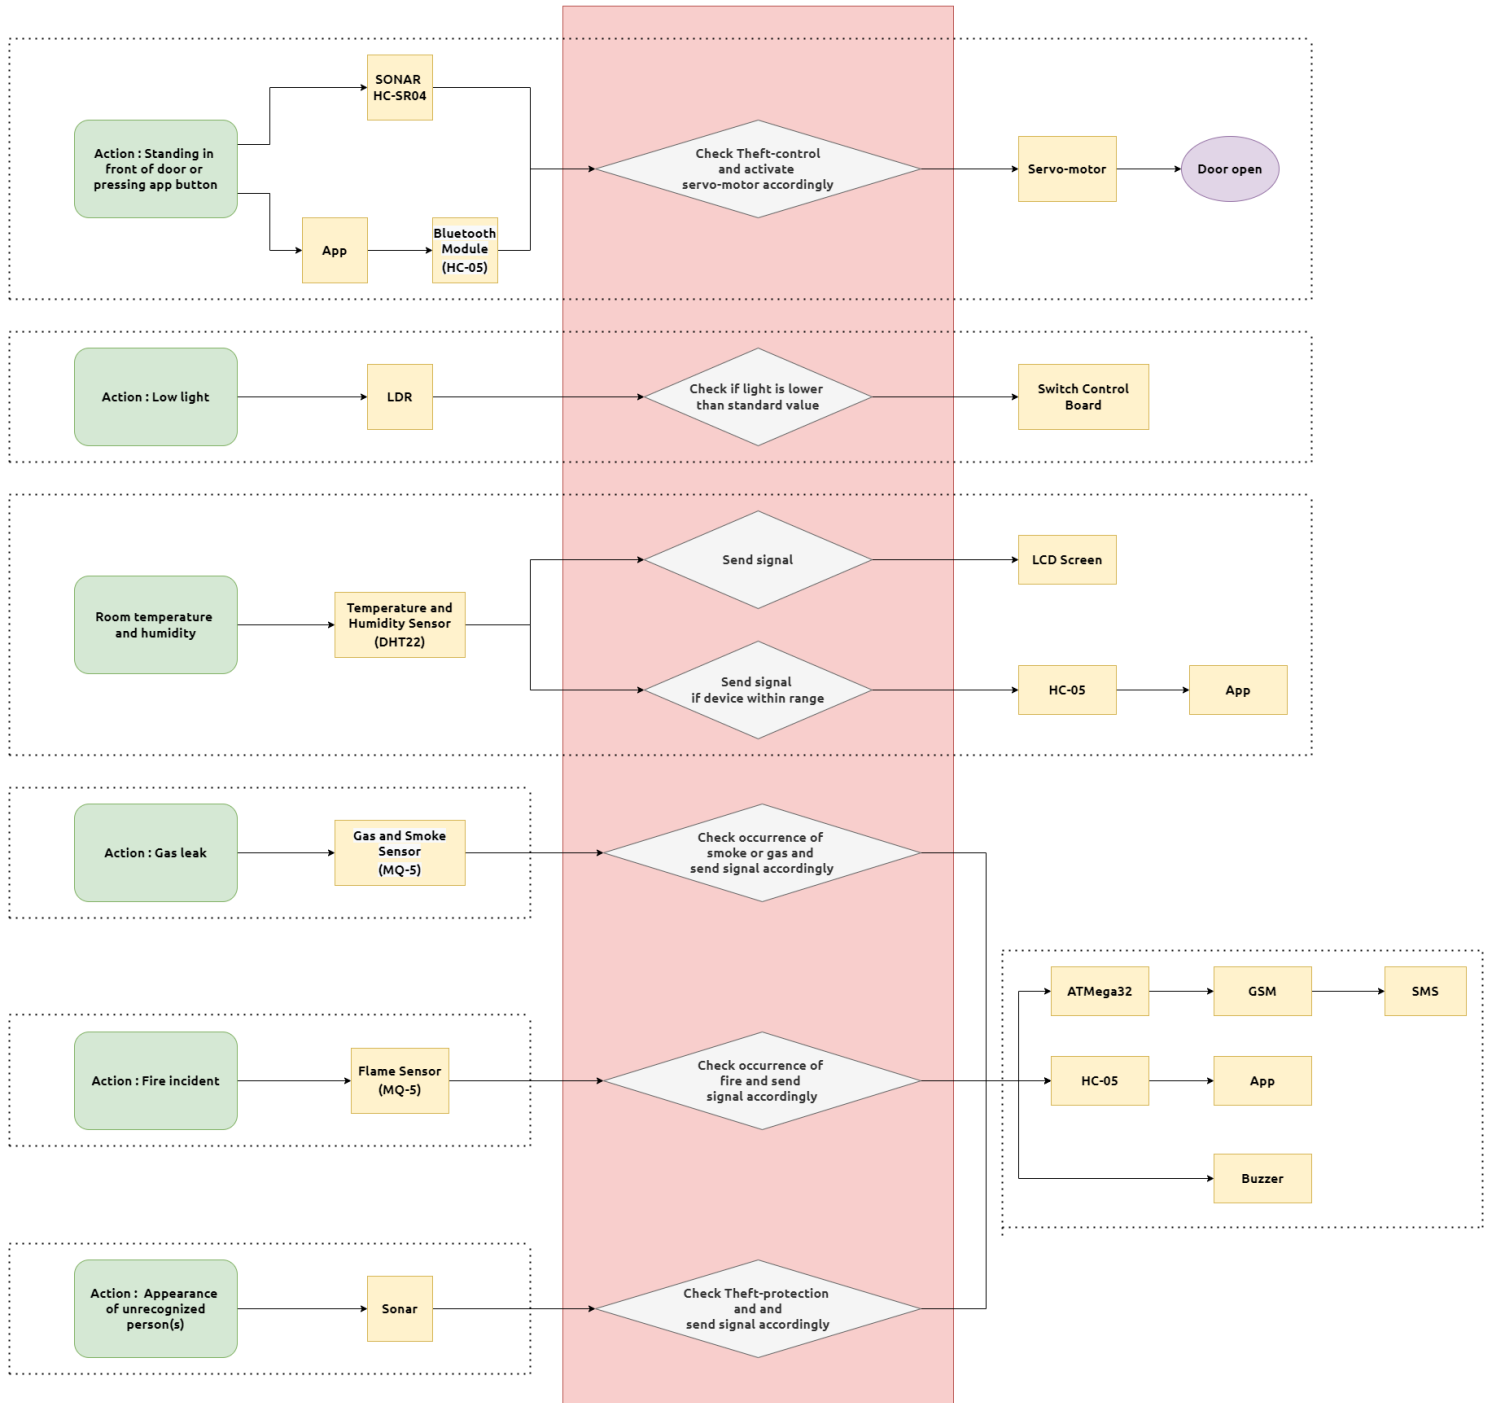 SONAR
HC-SR04
Action : Standing in
front of door or
pressing app button
App
Bluetooth
Module
(HC-05)
Check Theft-control
and activate
servo-motor accordingly
Servo-motor
Door open
Action : Low light
LDR
Check if light is lower
than standard value
Switch Control
Board
Room temperature
and humidity
Temperature and
Humidity Sensor
(DHT22)
Send signal
LCD Screen
Send signal
if device within range
HC-05
App
Action : Gas leak
Gas and Smoke
Sensor
(MQ-5)
Check occurrence of
smoke or gas and
send signal accordingly
Action : Fire incident
Flame Sensor
(MQ-5)
Check occurrence of
fire and send
signal accordingly
ATMega32
GSM
SMS
HC-05
App
Buzzer
Action :  Appearance
of unrecognized
person(s)
Sonar
Check Theft-protection
and and
send signal accordingly